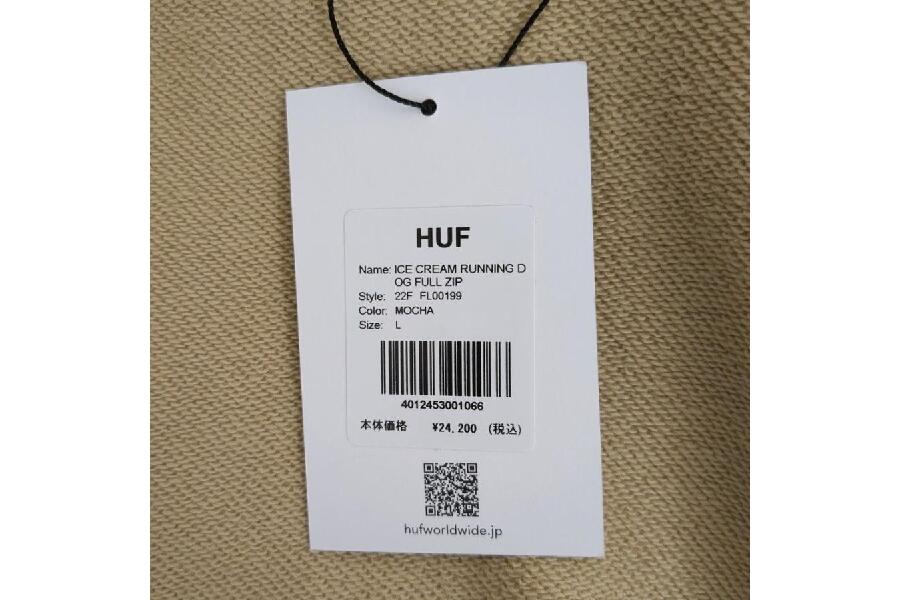 HUF
Name: ICE CREAM RUNNING D
OG FULL ZIP
Style: 22F FL00199
Color: MOCHA
Size: L
4012453001066
本体価格 ¥24,200 (税込)
hufworldwide.jp